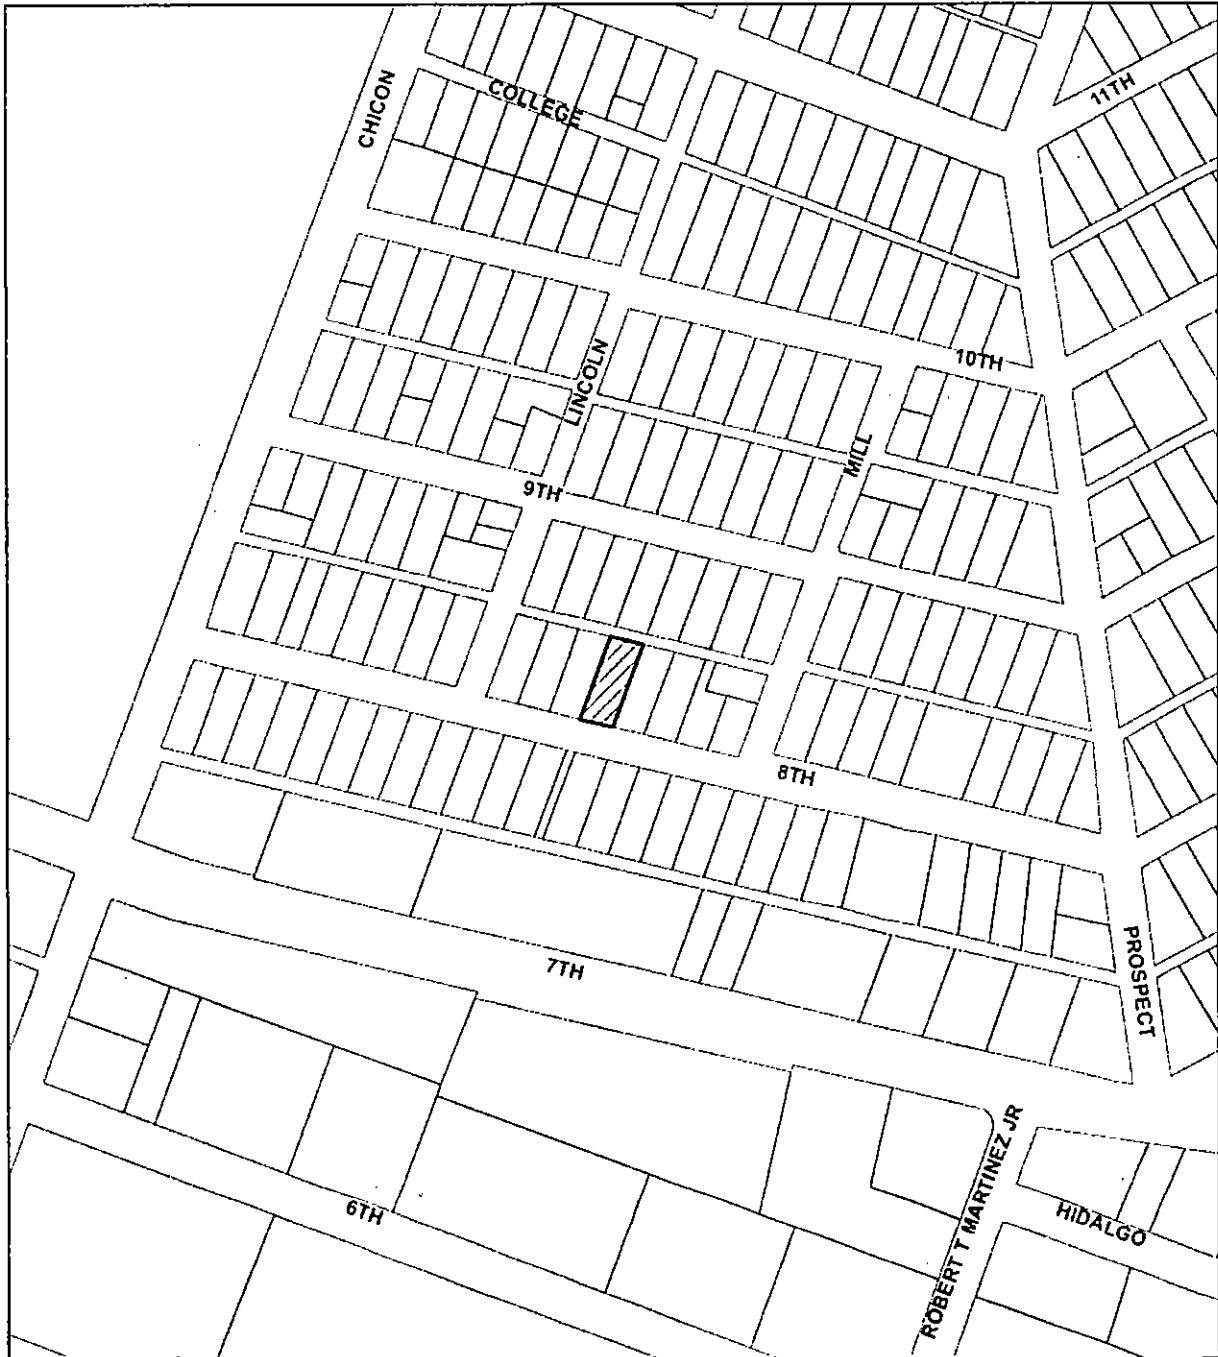 11TH
COLLEGE
CHICON
10TH
LINCOLN
MILL
9TH
8TH
7TH
PROSPECT
ROBERT T MARTINEZ JR
HIDALGO
6TH